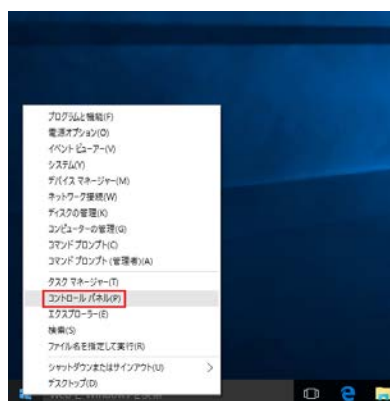 プログラムと機能(F)
電源オプション(O)
イベント ビューアー(V)
システム(Y)
デバイス マネージャー(M)
ネットワーク接続(W)
ディスクの管理(K)
コンピューターの管理(G)
コマンド プロンプト(C)
コマンド プロンプト (管理者)(A)
タスク マネージャー(T)
コントロール パネル(P)
エクスプローラー(E)
検索(S)
ファイル名を指定して実行(R)
シャットダウンまたはサインアウト(U)
デスクトップ(D)